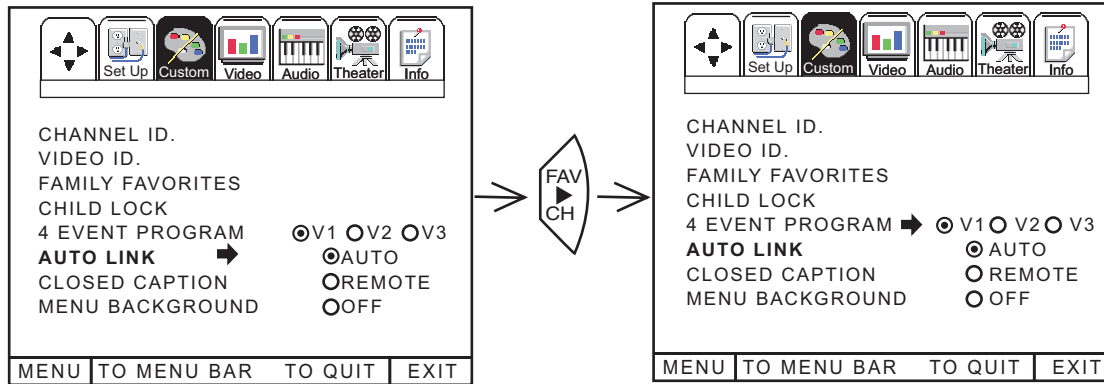 Set Up Custom Video Audio Theater Info
CHANNEL ID.
VIDEO ID.
FAMILY FAVORITES
CHILD LOCK
4 EVENT PROGRAM V1 V2 V3
AUTO LINK AUTO
CLOSED CAPTION REMOTE
MENU BACKGROUND OFF
MENU TO MENU BAR TO QUIT EXIT
FAV
CH
Set Up Custom Video Audio Theater Info
CHANNEL ID.
VIDEO ID.
FAMILY FAVORITES
CHILD LOCK
4 EVENT PROGRAM V1 V2 V3
AUTO LINK AUTO
CLOSED CAPTION REMOTE
MENU BACKGROUND OFF
MENU TO MENU BAR TO QUIT EXIT